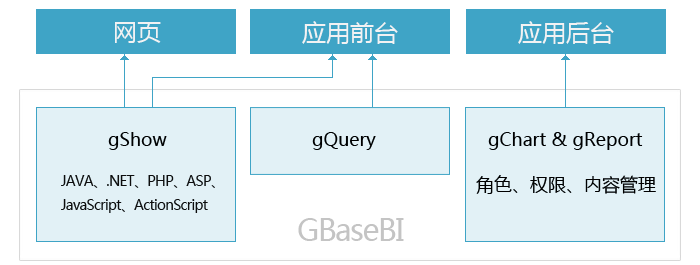 网页
应用前台
应用后台
gShow
JAVA、.NET、PHP、ASP、
JavaScript、ActionScript
gQuery
gChart & gReport
角色、权限、内容管理
GBaseBI